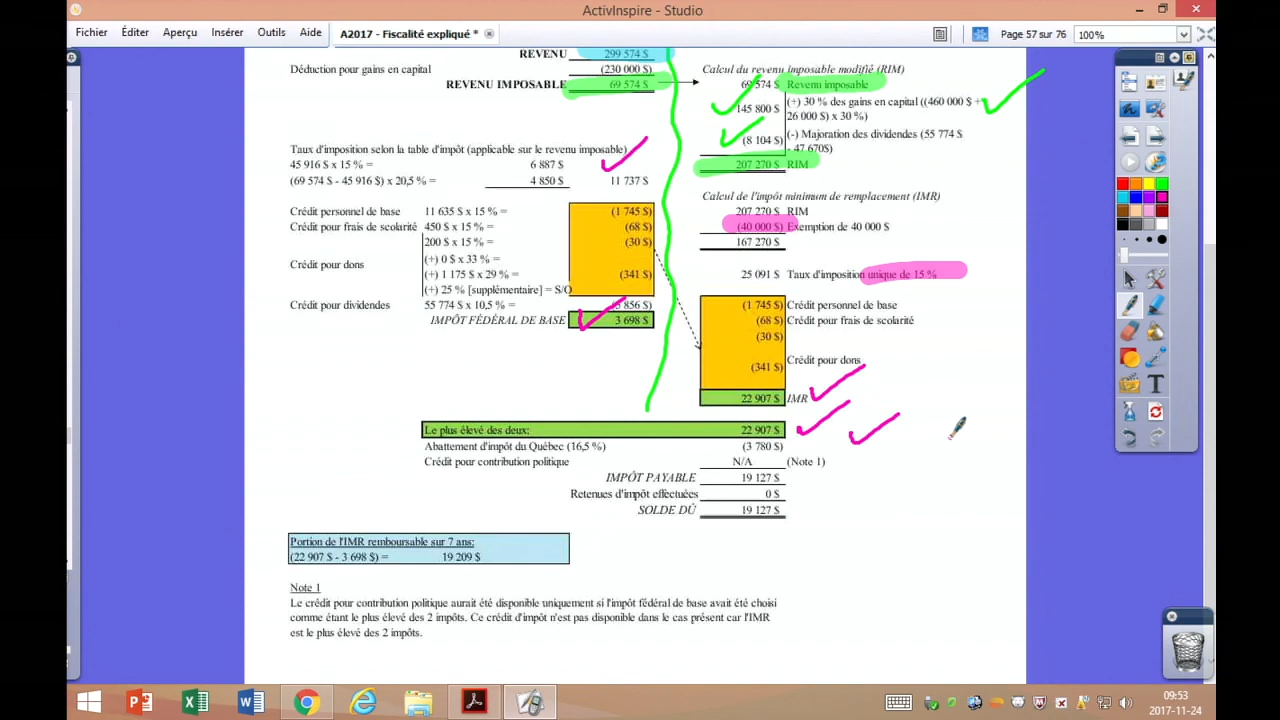 ActivInspire - Studio
Fichier Éditer Aperçu Insérer Outils Aide A2017 - Fiscalité expliqué * Page 57 sur 76 100%
REVENU 299 574 $
Déduction pour gains en capital (230 000 $)
REVENU IMPOSABLE 69 574 $
Calcul du revenu imposable modifié (RIM)
69 574 $ Revenu imposable
145 800 $ (+) 30 % des gains en capital ((460 000 $ +
26 000 $) x 30 %)
(8 104 $) (-) Majoration des dividendes (55 774 $
- 47 670$)
207 270 $ RIM
Taux d'imposition selon la table d'impôt (applicable sur le revenu imposable)
45 916 $ x 15 % = 6 887 $
(69 574 $ - 45 916 $) x 20,5 % = 4 850 $ 11 737 $
Crédit personnel de base 11 635 $ x 15 % = (1 745 $)
Crédit pour frais de scolarité 450 $ x 15 % = (68 $)
Crédit pour dons
200 $ x 15 % = (30 $)
(+) 0 $ x 33 % =
(+) 1 175 $ x 29 % = (341 $)
(+) 25 % [supplémentaire] = S/O
Crédit pour dividendes 55 774 $ x 10,5 % = 856 $)
IMPÔT FÉDÉRAL DE BASE 3 698 $
Calcul de l'impôt minimum de remplacement (IMR)
207 270 $ RIM
(40 000 $) Exemption de 40 000 $
167 270 $
25 091 $ Taux d'imposition unique de 15 %
(1 745 $) Crédit personnel de base
(68 $) Crédit pour frais de scolarité
(30 $)
Crédit pour dons
(341 $)
22 907 $ IMR
Le plus élevé des deux: 22 907 $
Abattement d'impôt du Québec (16,5 %) (3 780 $)
Crédit pour contribution politique N/A (Note 1)
IMPÔT PAYABLE 19 127 $
Retenues d'impôt effectuées 0 $
SOLDE DÛ 19 127 $
Portion de l'IMR remboursable sur 7 ans:
(22 907 $ - 3 698 $) = 19 209 $
Note 1
Le crédit pour contribution politique aurait été disponible uniquement si l'impôt fédéral de base avait été choisi
comme étant le plus élevé des 2 impôts. Ce crédit d'impôt n'est pas disponible dans le cas présent car l'IMR
est le plus élevé des 2 impôts.
09:53
2017-11-24